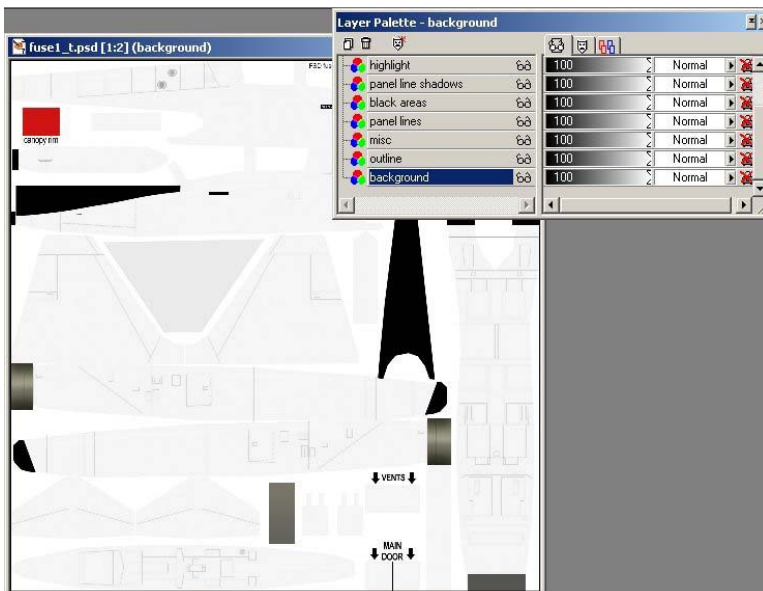 Layer Palette - background
fuse1_t.psd [1:2] (background)
highlight 100 Normal
panel line shadows 100 Normal
black areas 100 Normal
panel lines 100 Normal
misc 100 Normal
outline 100 Normal
background 100 Normal
canopy rim
VENTS
MAIN
DOOR